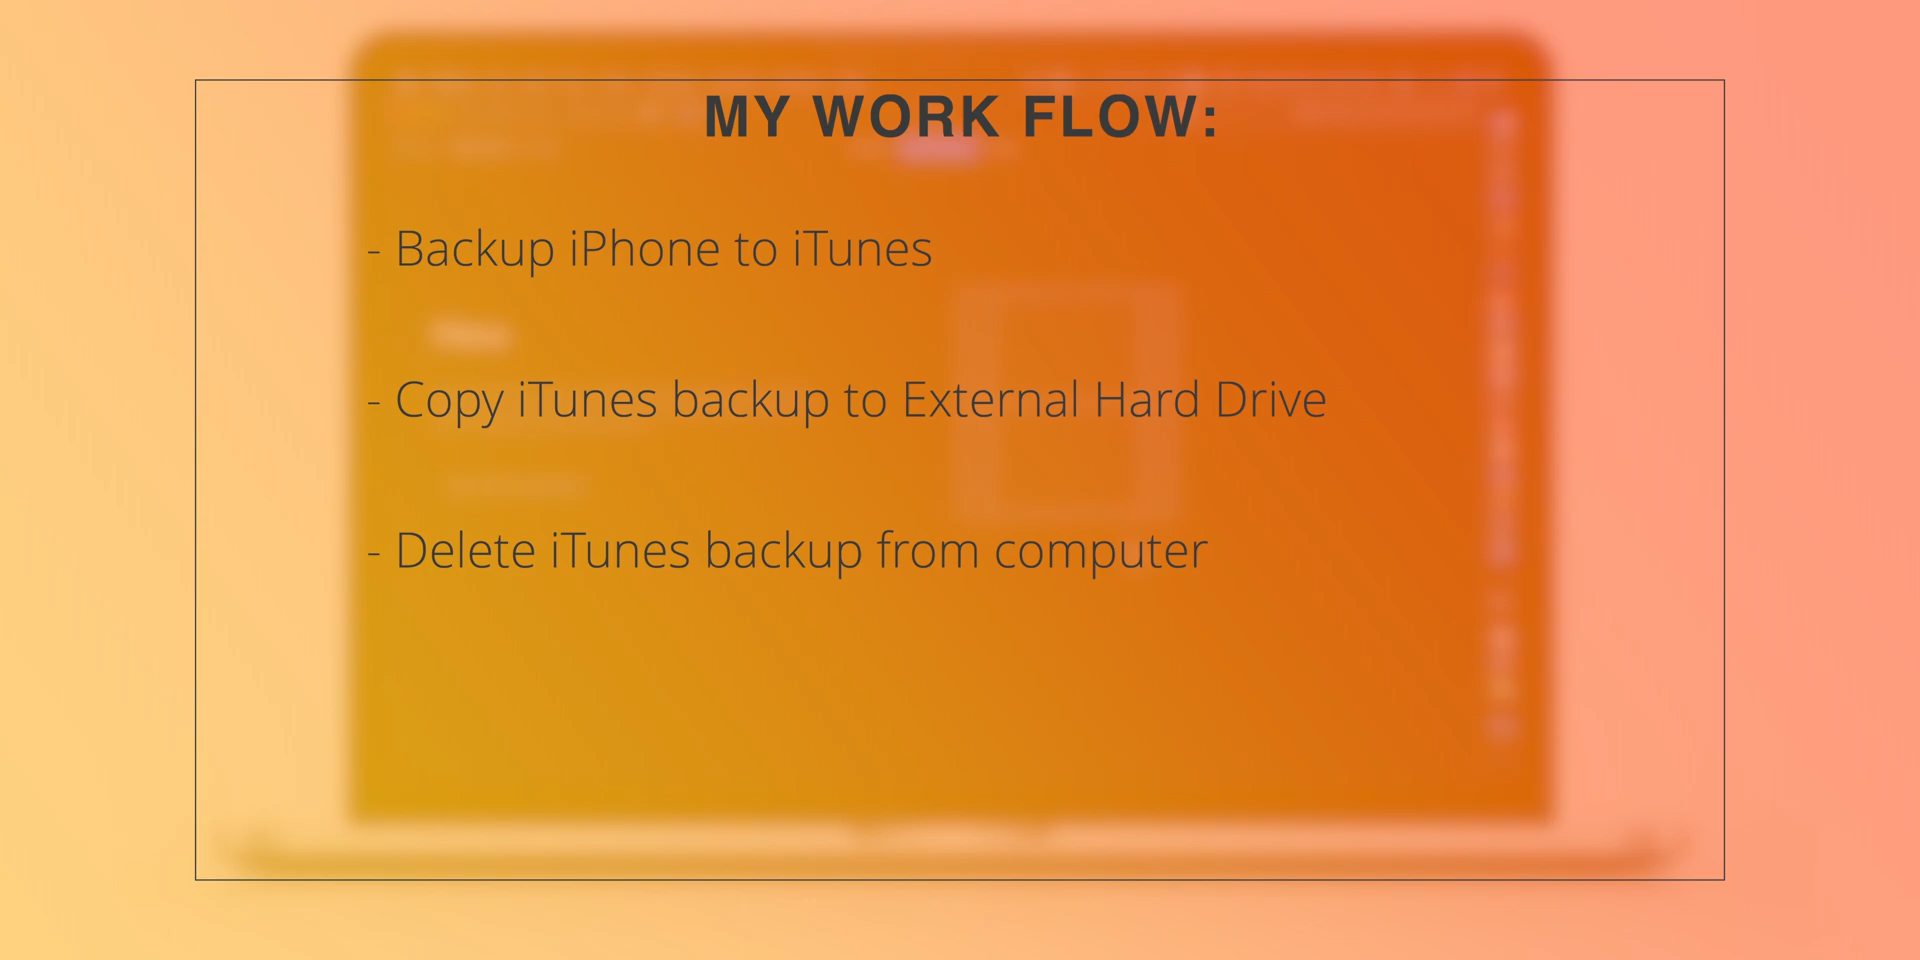 MY WORK FLOW:
- Backup iPhone to iTunes
- Copy iTunes backup to External Hard Drive
- Delete iTunes backup from computer